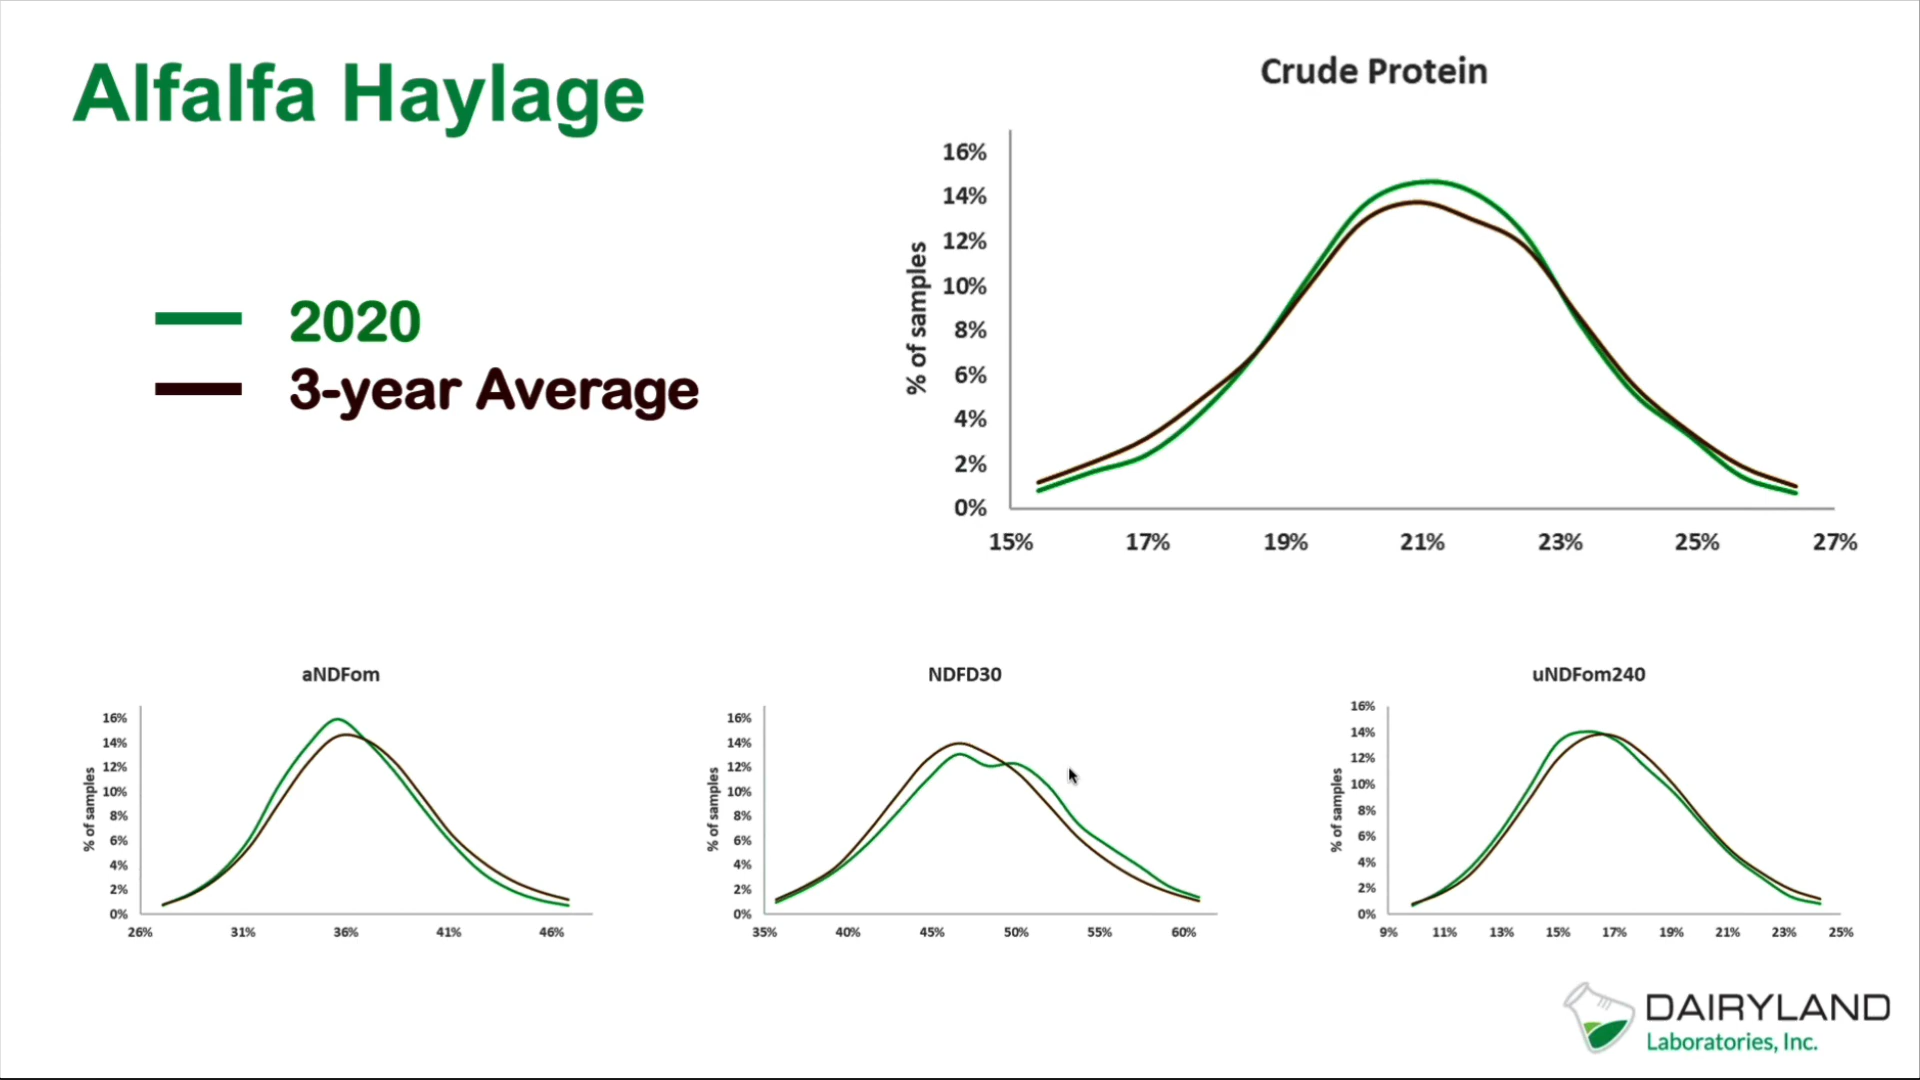 Alfalfa Haylage
2020
3-year Average
Crude Protein
% of samples
16%
14%
12%
10%
8%
6%
4%
2%
0%
15% 17% 19% 21% 23% 25% 27%
aNDFom
% of samples
16%
14%
12%
10%
8%
6%
4%
2%
0%
26% 31% 36% 41% 46%
NDFD30
% of samples
16%
14%
12%
10%
8%
6%
4%
2%
0%
35% 40% 45% 50% 55% 60%
uNDFom240
% of samples
16%
14%
12%
10%
8%
6%
4%
2%
0%
9% 11% 13% 15% 17% 19% 21% 23% 25%
DAIRYLAND
Laboratories, Inc.